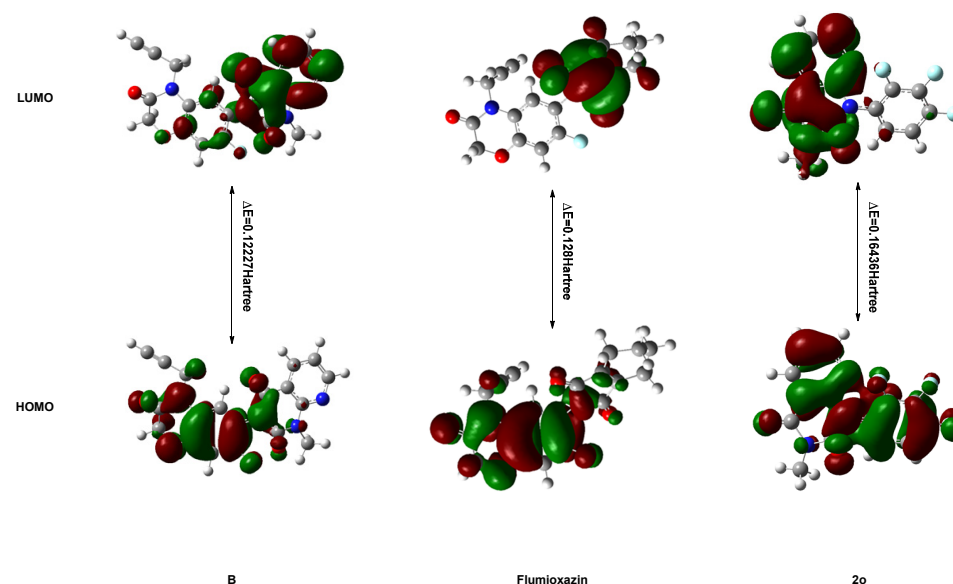 LUMO
ΔE=0.12227Hartree
ΔE=0.128Hartree
ΔE=0.16436Hartree
HOMO
B
Flumioxazin
2o